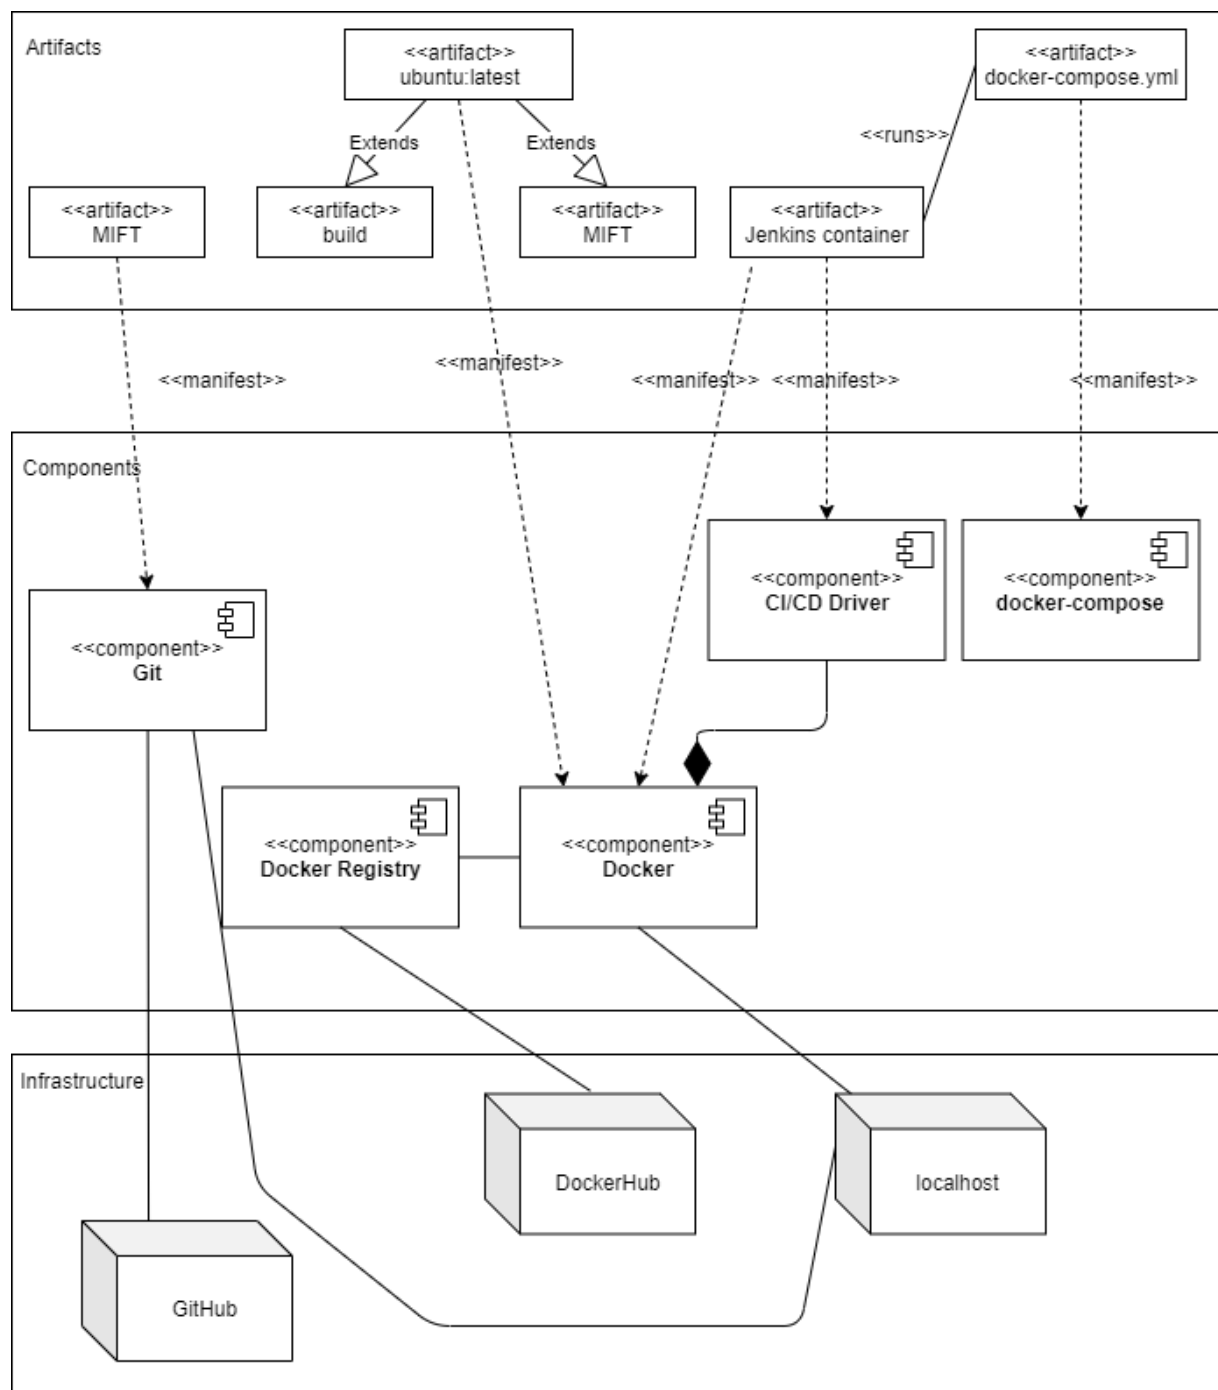 Artifacts
<<artifact>>
ubuntu:latest
<<artifact>>
docker-compose.yml
<<runs>>
Extends
Extends
<<artifact>>
MIFT
<<artifact>>
build
<<artifact>>
MIFT
<<artifact>>
Jenkins container
<<manifest>>
<<manifest>>
<<manifest>>
<<manifest>>
<<manifest>>
Components
<<component>>
CI/CD Driver
<<component>>
docker-compose
<<component>>
Git
<<component>>
Docker Registry
<<component>>
Docker
Infrastructure
DockerHub
localhost
GitHub